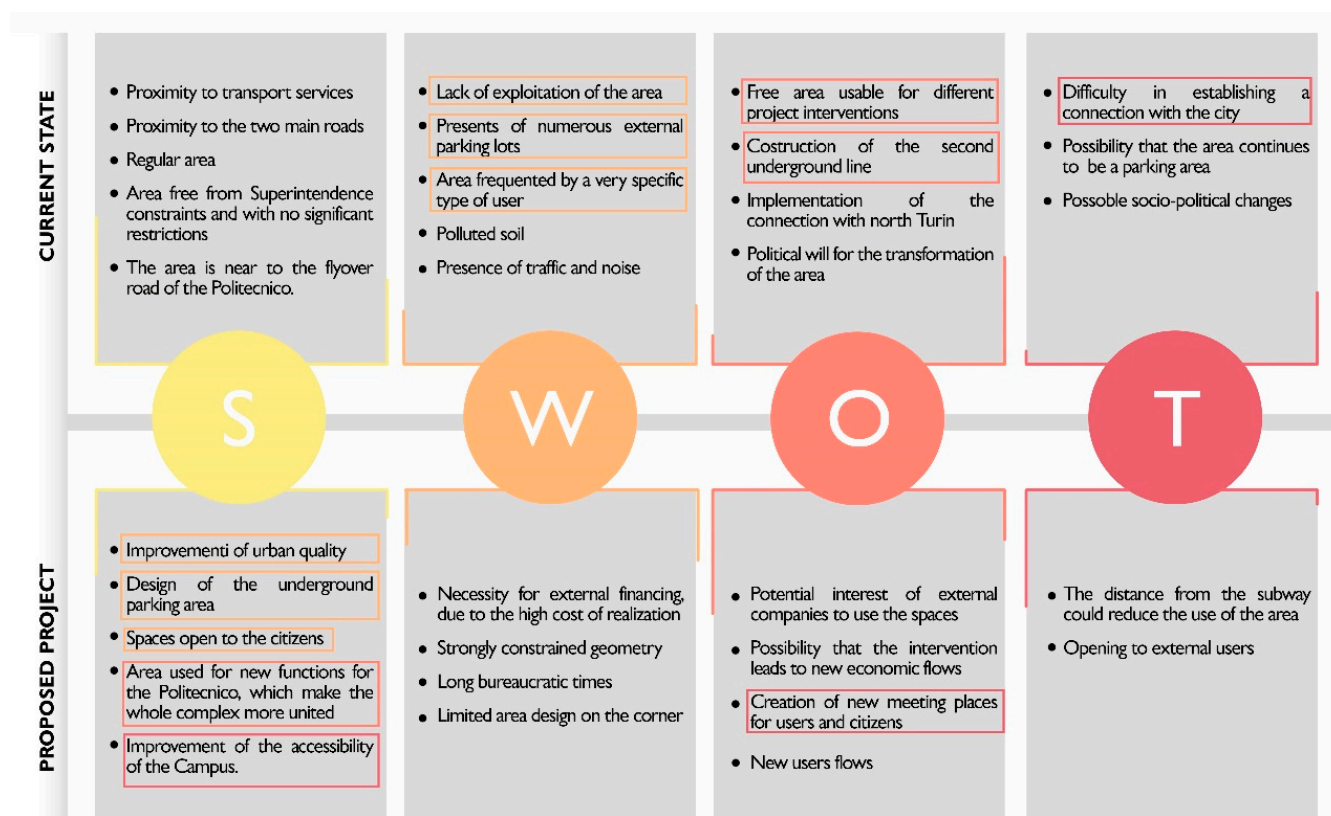 CURRENT STATE
• Proximity to transport services
• Proximity to the two main roads
• Regular area
• Area free from Superintendence
constraints and with no significant
restrictions
• The area is near to the flyover
road of the Politecnico.
• Lack of exploitation of the area
• Presents of numerous external
parking lots
• Area frequented by a very specific
type of user
• Polluted soil
• Presence of traffic and noise
• Free area usable for different
project interventions
• Costruction of the second
underground line
• Implementation of the
connection with north Turin
• Political will for the transformation
of the area
• Difficulty in establishing a
connection with the city
• Possibility that the area continues
to be a parking area
• Possoble socio-political changes
S
W
O
T
PROPOSED PROJECT
• Improvementi of urban quality
• Design of the underground
parking area
• Spaces open to the citizens
• Area used for new functions for
the Politecnico, which make the
whole complex more united
• Improvement of the accessibility
of the Campus.
• Necessity for external financing,
due to the high cost of realization
• Strongly constrained geometry
• Long bureaucratic times
• Limited area design on the corner
• Potential interest of external
companies to use the spaces
• Possibility that the intervention
leads to new economic flows
• Creation of new meeting places
for users and citizens
• New users flows
• The distance from the subway
could reduce the use of the area
• Opening to external users